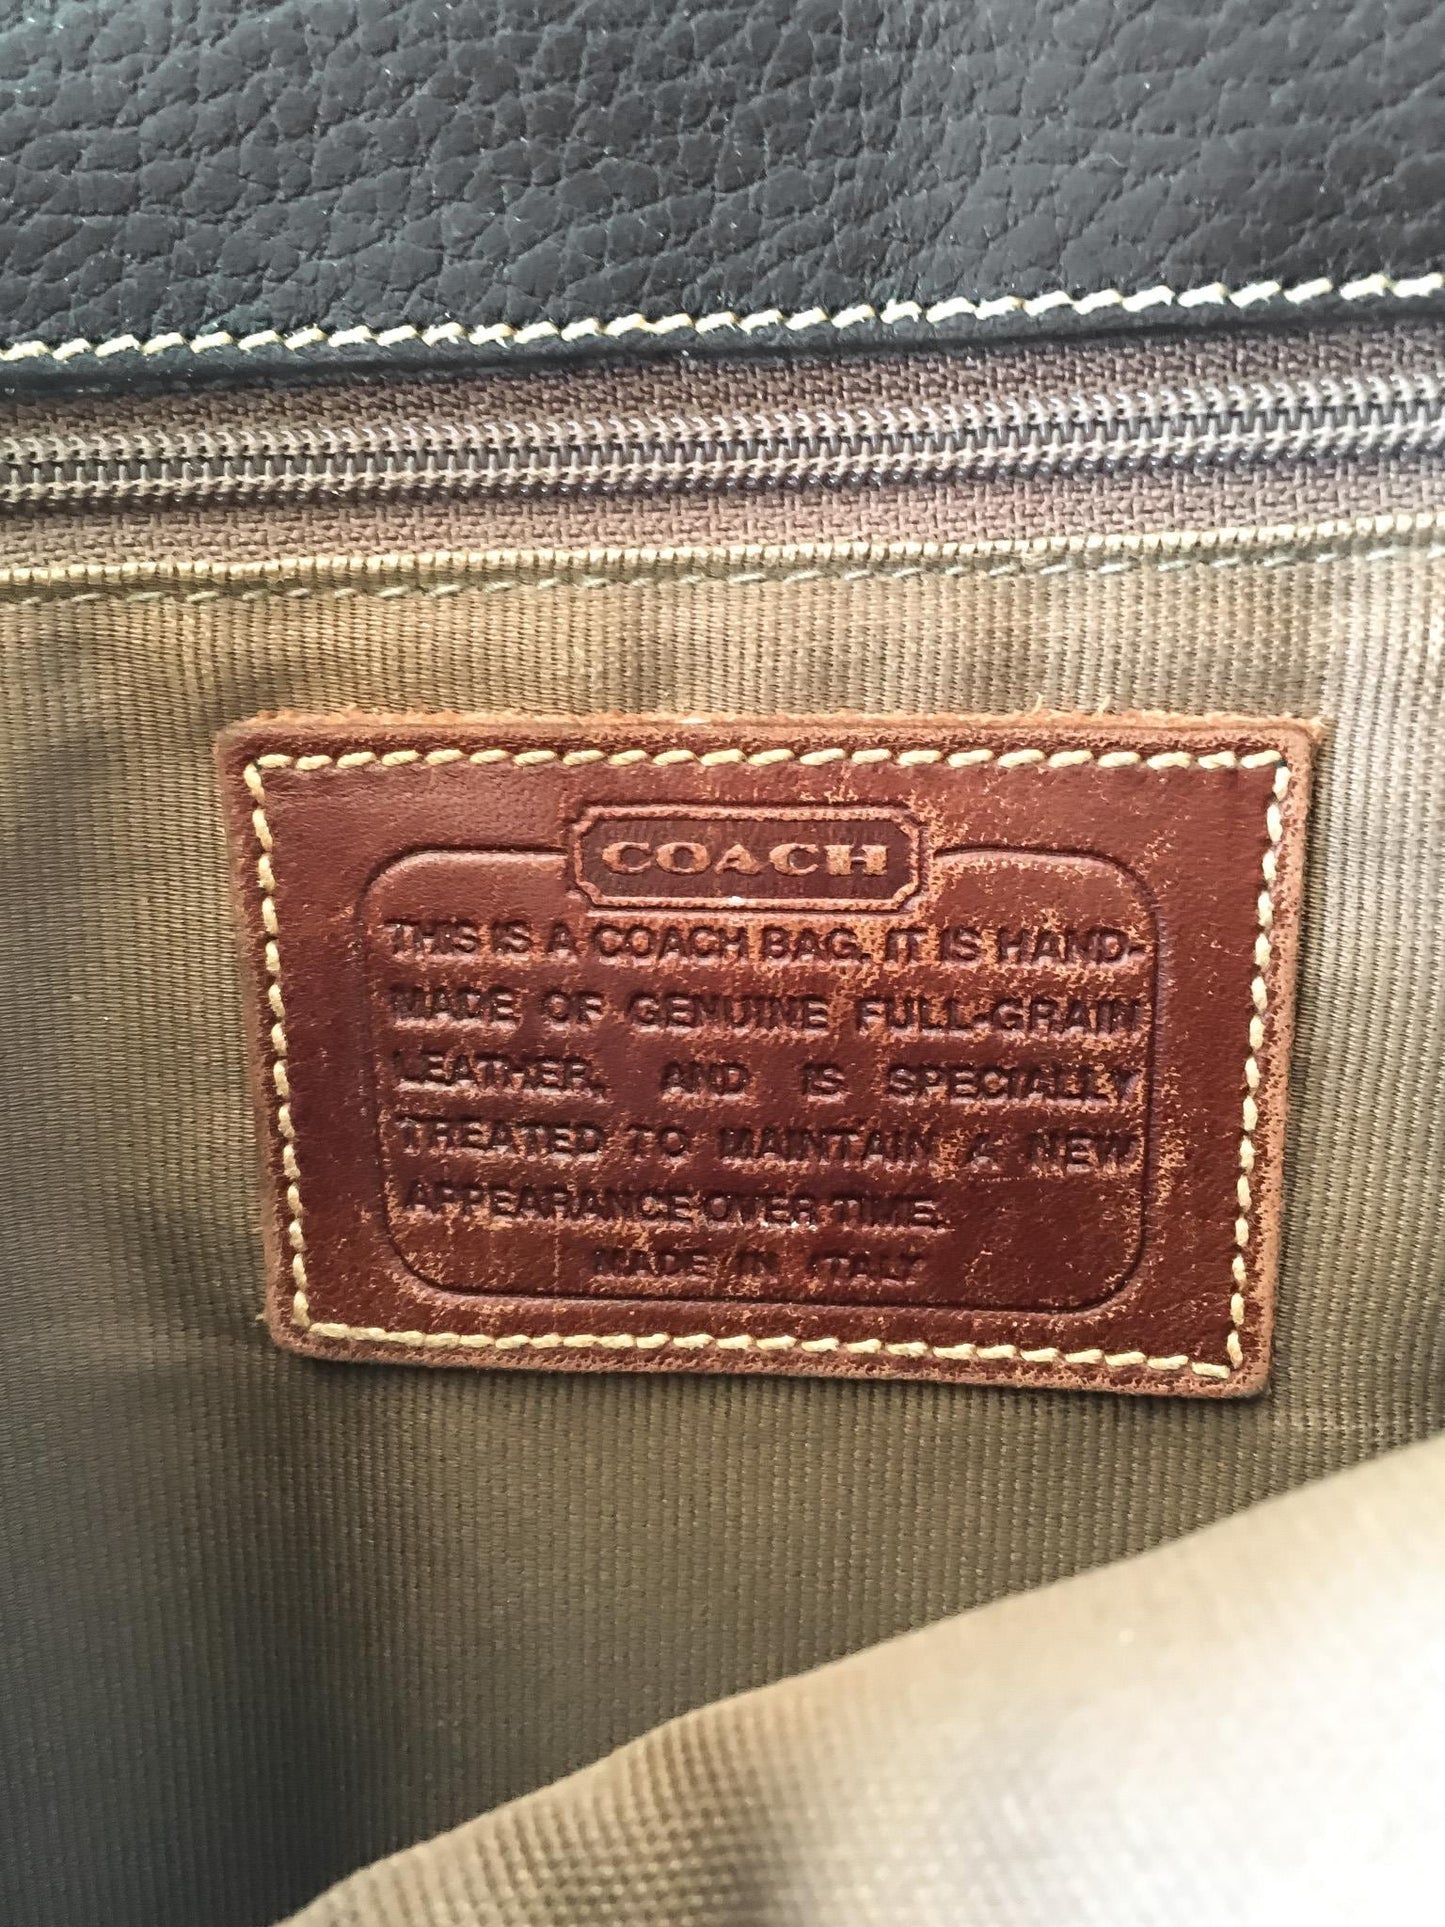 COACH
THIS IS A COACH BAG. IT IS HAND-
MADE OF GENUINE FULL-GRAIN
LEATHER, AND IS SPECIALLY
TREATED TO MAINTAIN A NEW
APPEARANCE OVER TIME.
MADE IN ITALY